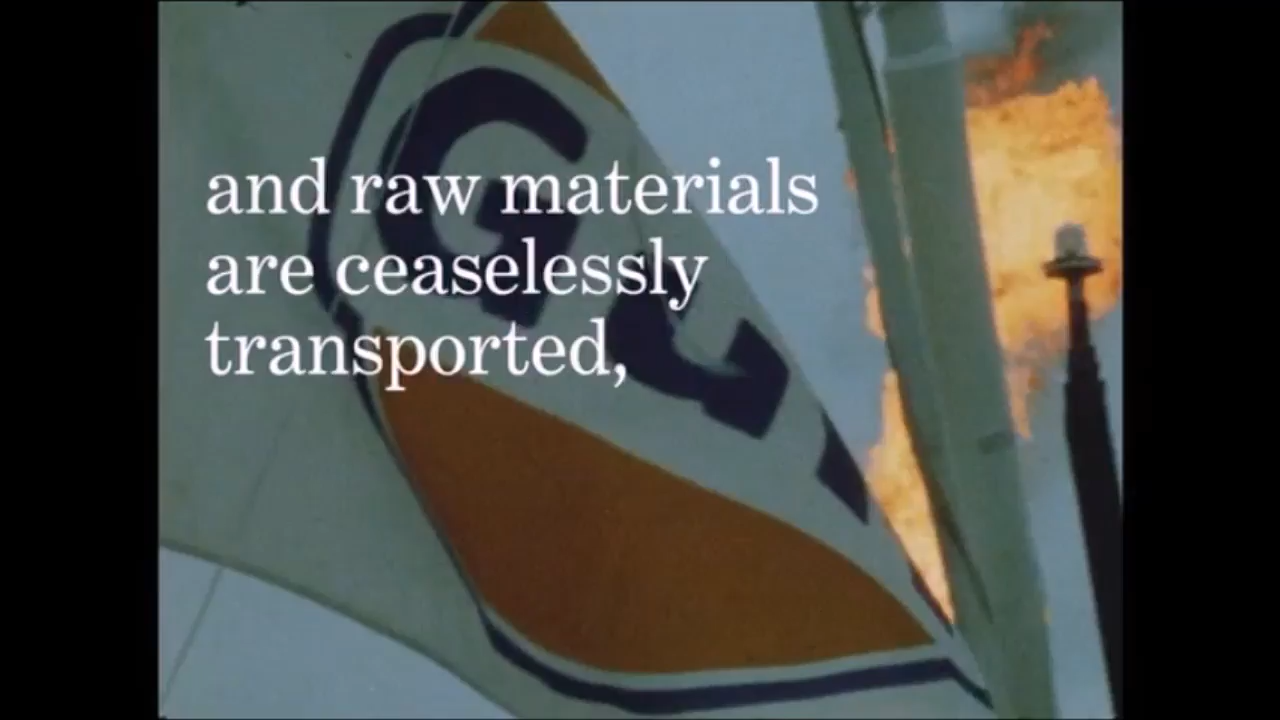 and raw materials
are ceaselessly
transported,